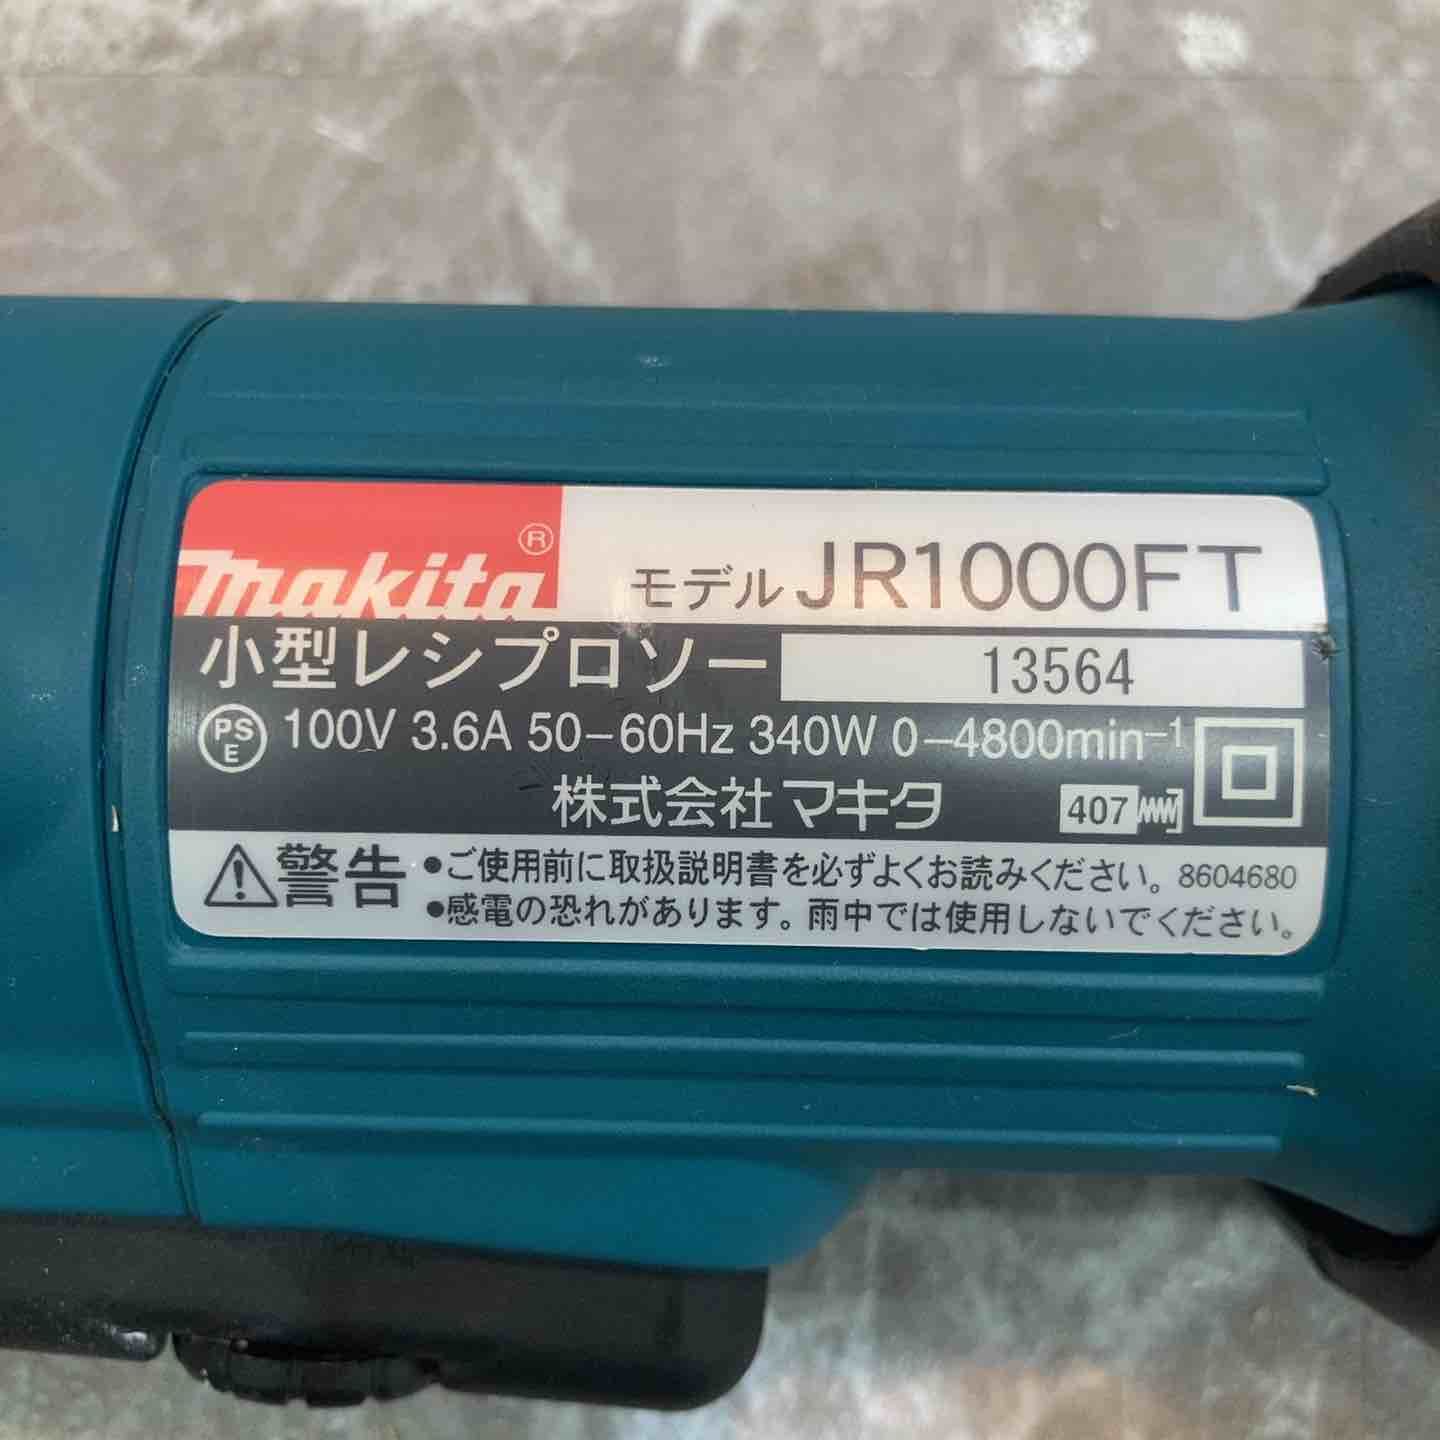 makita®
モデル JR1000FT
小型レシプロソー 13564
PSE 100V 3.6A 50-60Hz 340W 0-4800min⁻¹
株式会社マキタ 407
警告 ●ご使用前に取扱説明書を必ずよくお読みください。 8604680
●感電の恐れがあります。雨中では使用しないでください。